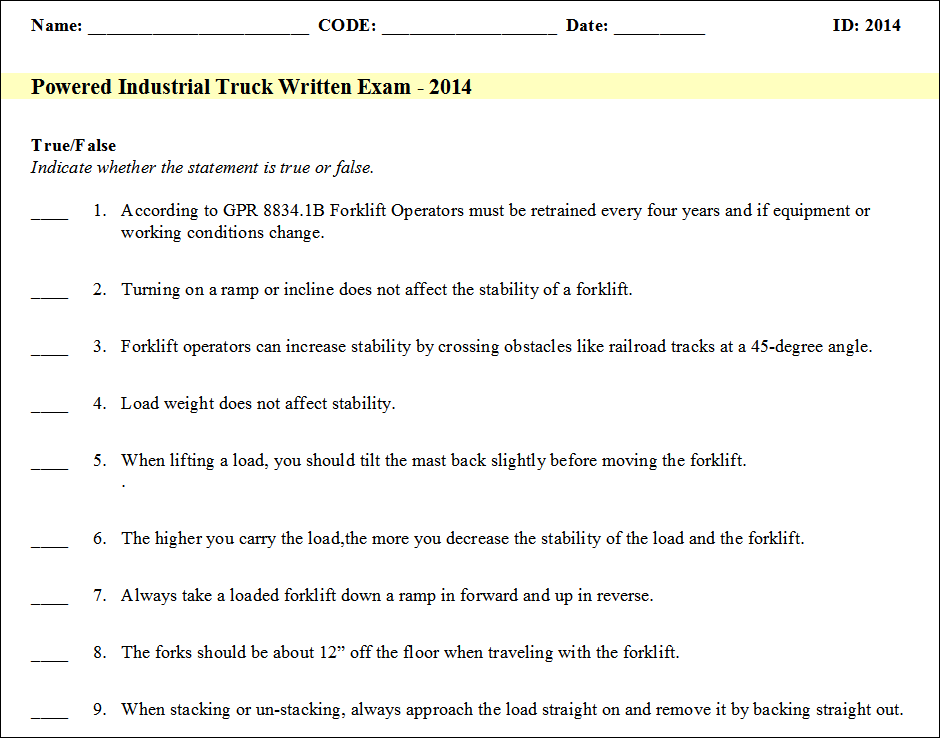 Name: ________________________ CODE: ___________________ Date: __________ ID: 2014
Powered Industrial Truck Written Exam - 2014
True/False
Indicate whether the statement is true or false.
____ 1. According to GPR 8834.1B Forklift Operators must be retrained every four years and if equipment or
working conditions change.
____ 2. Turning on a ramp or incline does not affect the stability of a forklift.
____ 3. Forklift operators can increase stability by crossing obstacles like railroad tracks at a 45-degree angle.
____ 4. Load weight does not affect stability.
____ 5. When lifting a load, you should tilt the mast back slightly before moving the forklift.
.
____ 6. The higher you carry the load,the more you decrease the stability of the load and the forklift.
____ 7. Always take a loaded forklift down a ramp in forward and up in reverse.
____ 8. The forks should be about 12” off the floor when traveling with the forklift.
____ 9. When stacking or un-stacking, always approach the load straight on and remove it by backing straight out.